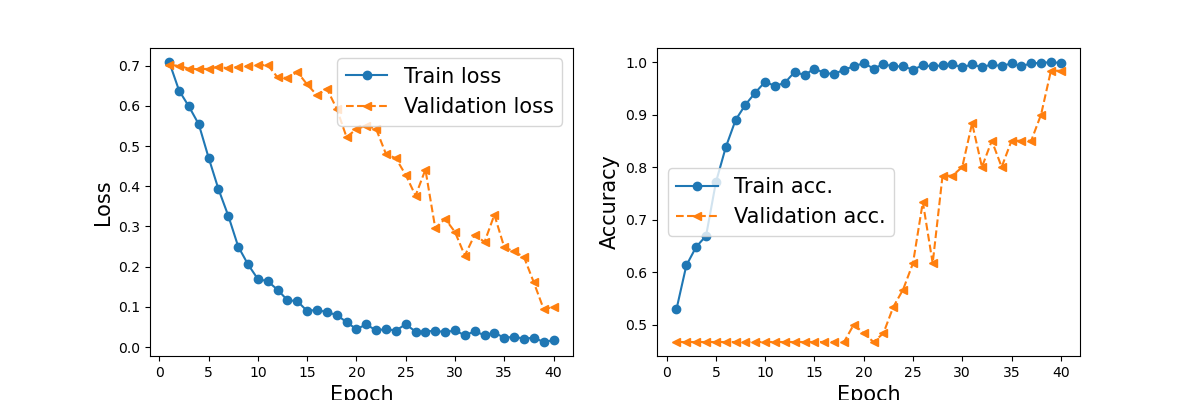 0.7
0.6
0.5
0.4
0.3
0.2
0.1
0.0
Loss
Train loss
Validation loss
0 5 10 15 20 25 30 35 40
Epoch
1.0
0.9
0.8
0.7
0.6
0.5
Accuracy
Train acc.
Validation acc.
0 5 10 15 20 25 30 35 40
Epoch